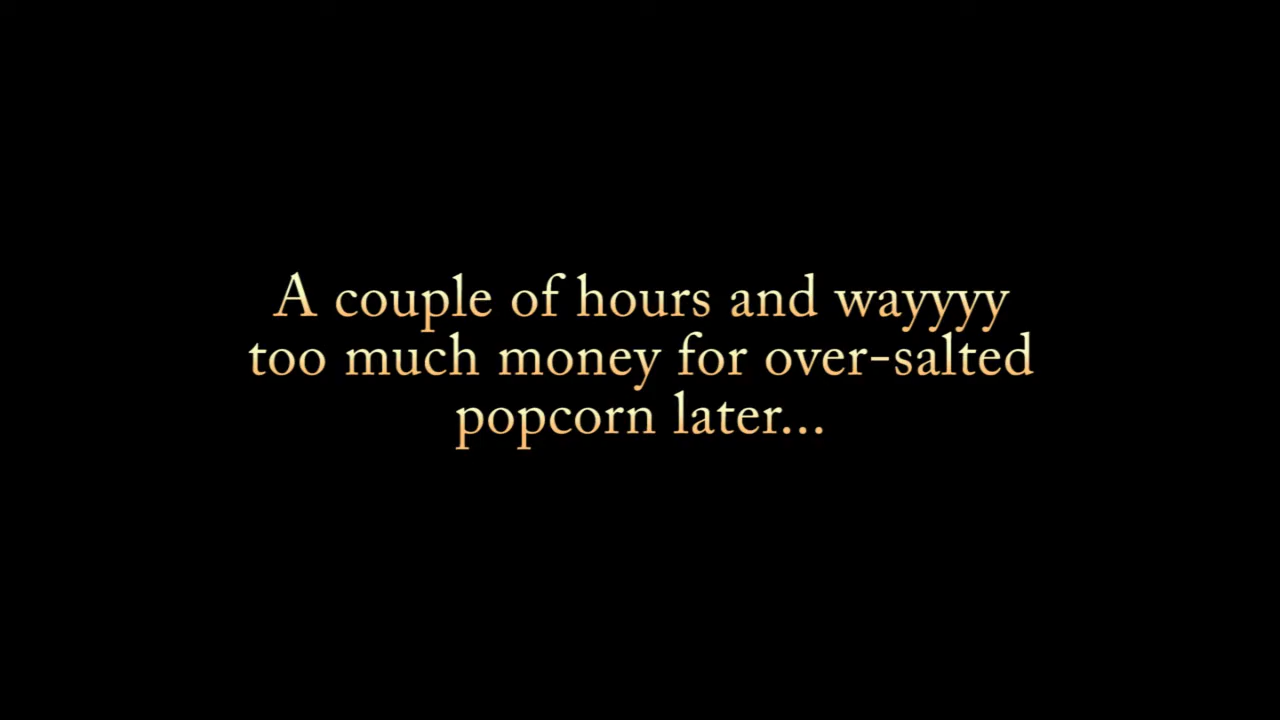 A couple of hours and wayyyy
too much money for over-salted
popcorn later...